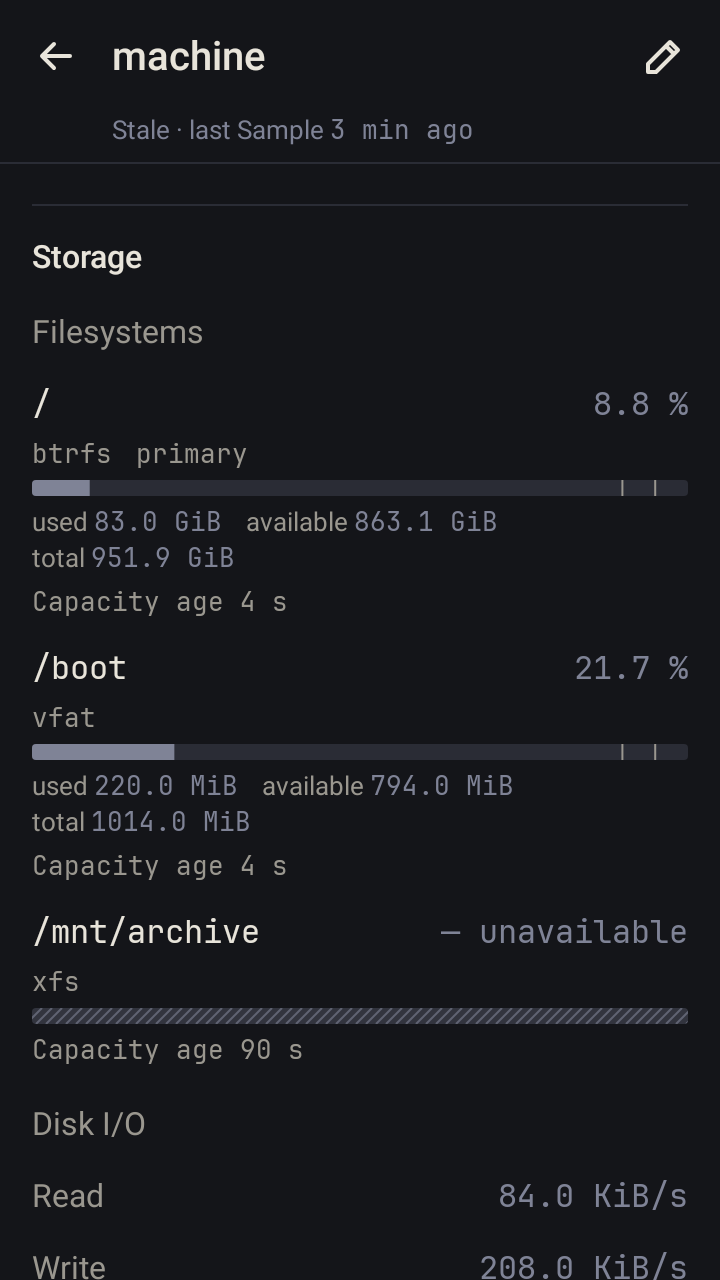 machine
Stale · last Sample 3 min ago
Storage
Filesystems
/ 8.8 %
btrfs primary
used 83.0 GiB available 863.1 GiB
total 951.9 GiB
Capacity age 4 s
/boot 21.7 %
vfat
used 220.0 MiB available 794.0 MiB
total 1014.0 MiB
Capacity age 4 s
/mnt/archive — unavailable
xfs
Capacity age 90 s
Disk I/O
Read 84.0 KiB/s
Write 208.0 KiB/s